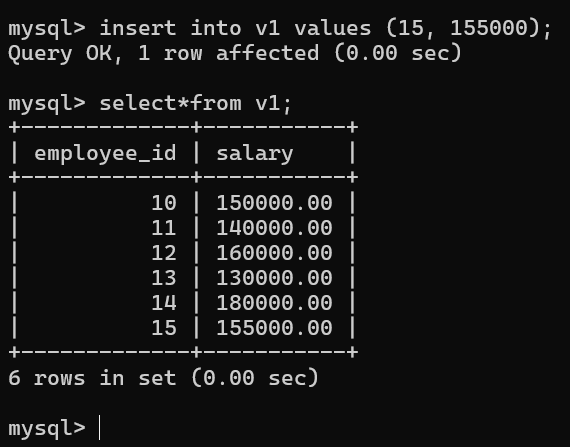 mysql> insert into v1 values (15, 155000);
Query OK, 1 row affected (0.00 sec)
mysql> select*from v1;
+-------------+-----------+
| employee_id | salary    |
+-------------+-----------+
|          10 | 150000.00 |
|          11 | 140000.00 |
|          12 | 160000.00 |
|          13 | 130000.00 |
|          14 | 180000.00 |
|          15 | 155000.00 |
+-------------+-----------+
6 rows in set (0.00 sec)
mysql>